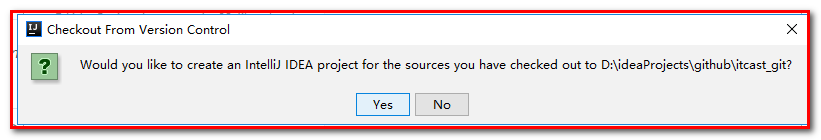 IJ
Checkout From Version Control
Would you like to create an IntelliJ IDEA project for the sources you have checked out to D:\ideaProjects\github\itcast_git?
Yes
No